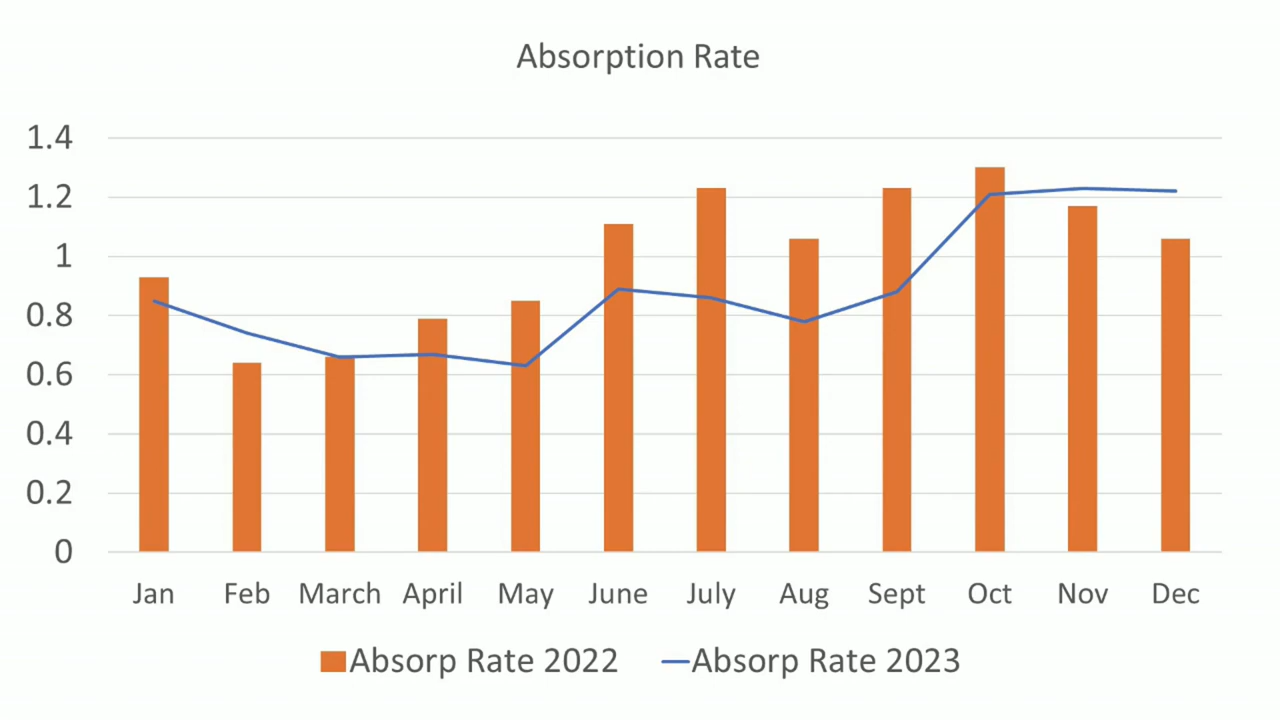 Absorption Rate
1.4
1.2
1
0.8
0.6
0.4
0.2
0
Jan Feb March April May June July Aug Sept Oct Nov Dec
Absorp Rate 2022 Absorp Rate 2023